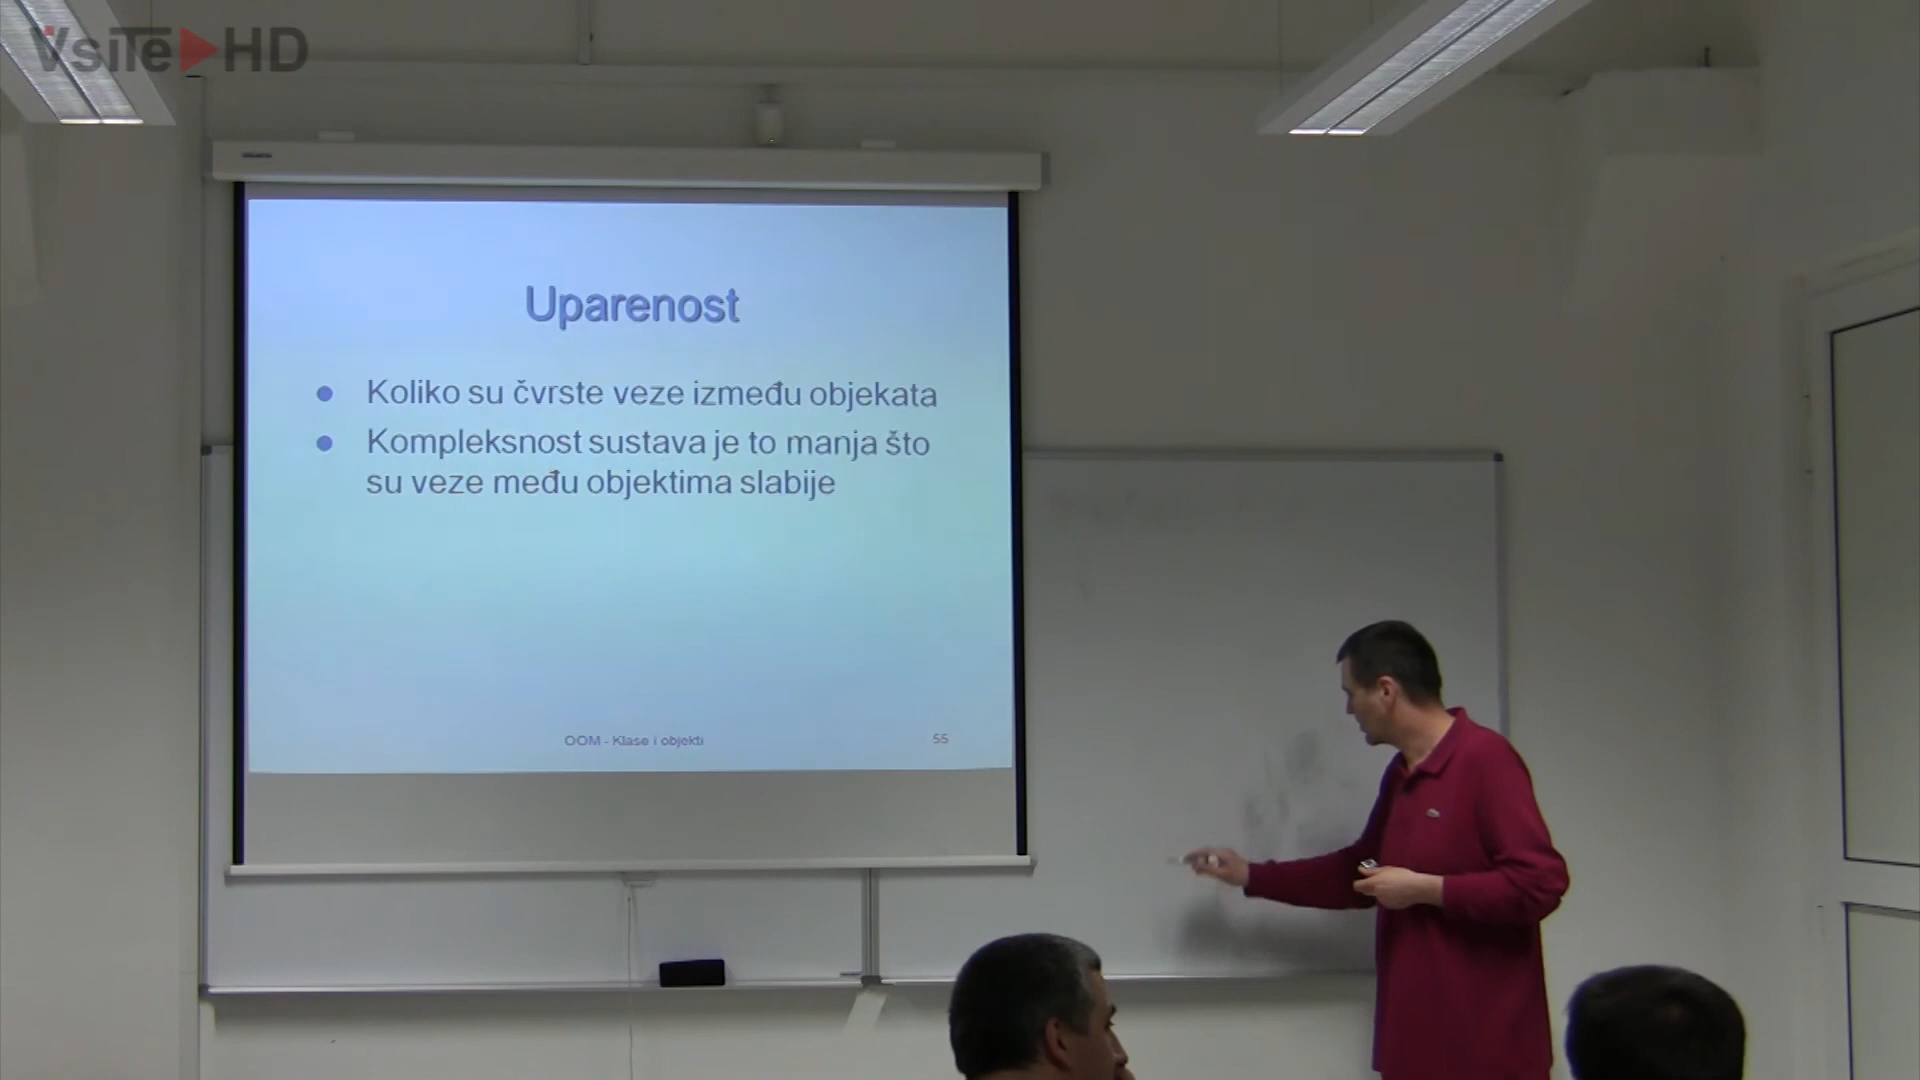 VsiTe HD
Uparenost
Koliko su čvrste veze između objekata
Kompleksnost sustava je to manja što
su veze među objektima slabije
OOM - Klase i objekti
55